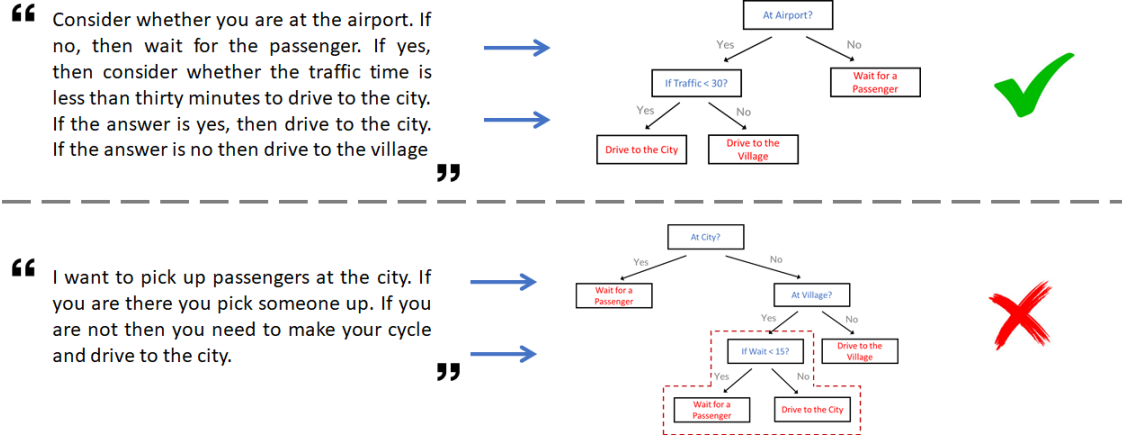 “
Consider whether you are at the airport. If
no, then wait for the passenger. If yes,
then consider whether the traffic time is
less than thirty minutes to drive to the city.
If the answer is yes, then drive to the city.
If the answer is no then drive to the village
”
At Airport?
Yes
No
If Traffic < 30?
Wait for a
Passenger
Yes
No
Drive to the City
Drive to the
Village
“
I want to pick up passengers at the city. If
you are there you pick someone up. If you
are not then you need to make your cycle
and drive to the city.
”
At City?
Yes
No
Wait for a
Passenger
At Village?
Yes
No
If Wait < 15?
Drive to the
Village
Yes
No
Wait for a
Passenger
Drive to the City